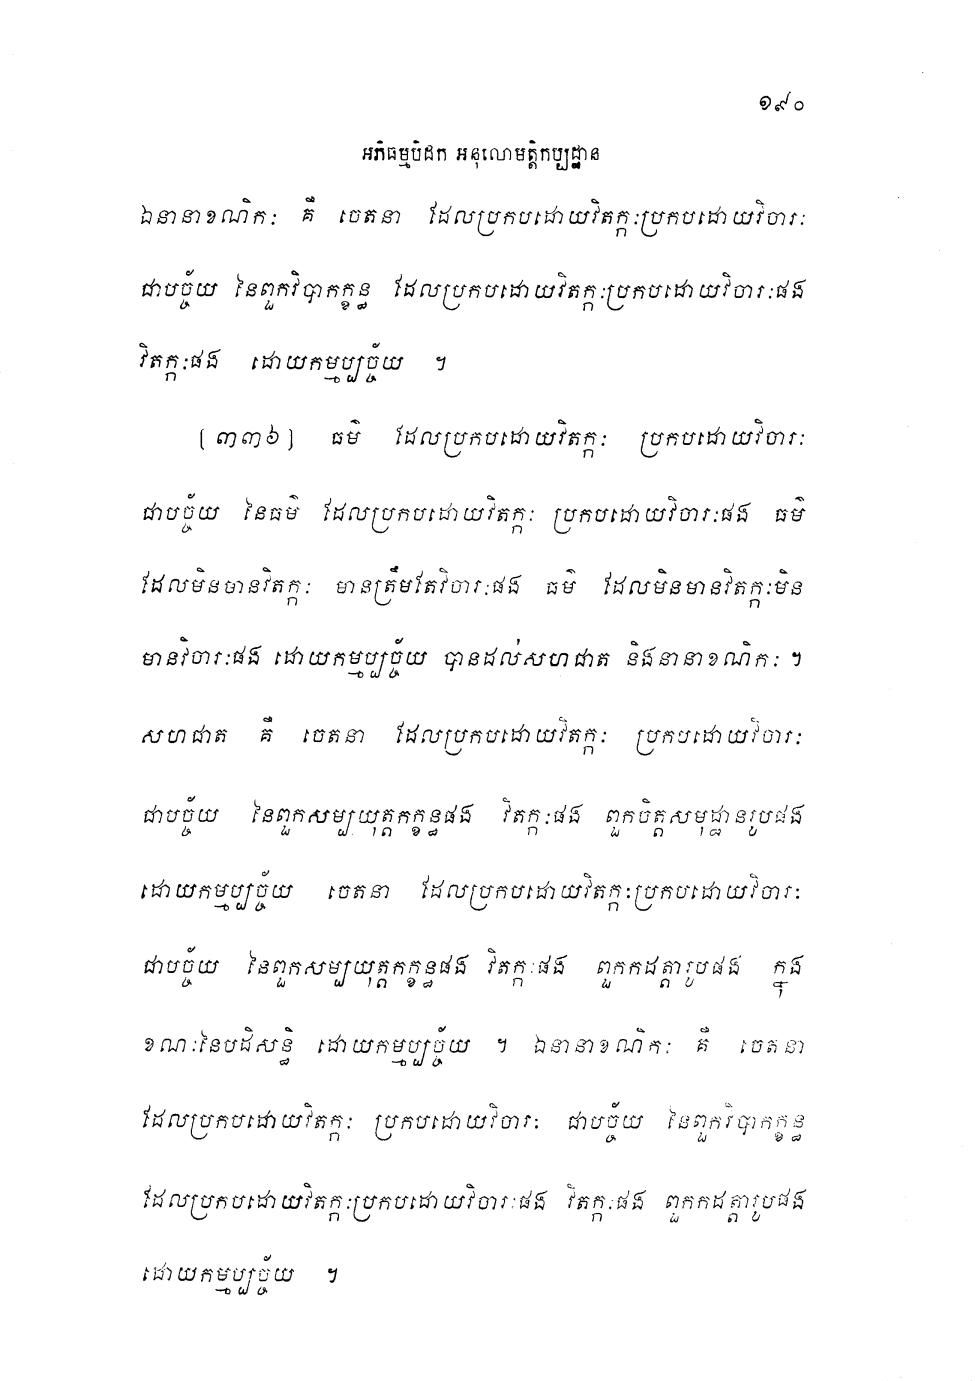 ១៩០
អភិធម្មបិដក អនុលោមត្តិកប្បដ្ឋាន
ឯនានាខណិកៈ គឺ ចេតនា ដែលប្រកបដោយវិតក្កៈប្រកបដោយវិចារៈ
ជាបច្ច័យ នៃពួកវិបាកក្ខន្ធ ដែលប្រកបដោយវិតក្កៈប្រកបដោយវិចារៈផង
វិតក្កៈផង ដោយកម្មប្បច្ច័យ ។
[៣៣៦] ធម៌ ដែលប្រកបដោយវិតក្កៈ ប្រកបដោយវិចារៈ
ជាបច្ច័យ នៃធម៌ ដែលប្រកបដោយវិតក្កៈ ប្រកបដោយវិចារៈផង ធម៌
ដែលមិនមានវិតក្កៈ មានត្រឹមតែវិចារៈផង ធម៌ ដែលមិនមានវិតក្កៈមិន
មានវិចារៈផង ដោយកម្មប្បច្ច័យ បានដល់សហជាត និងនានាខណិកៈ ។
សហជាត គឺ ចេតនា ដែលប្រកបដោយវិតក្កៈ ប្រកបដោយវិចារៈ
ជាបច្ច័យ នៃពួកសម្បយុត្តកក្ខន្ធផង វិតក្កៈផង ពួកចិត្តសមុដ្ឋានរូបផង
ដោយកម្មប្បច្ច័យ ចេតនា ដែលប្រកបដោយវិតក្កៈប្រកបដោយវិចារៈ
ជាបច្ច័យ នៃពួកសម្បយុត្តកក្ខន្ធផង វិតក្កៈផង ពួកកដត្តារូបផង ក្នុង
ខណៈនៃបដិសន្ធិ ដោយកម្មប្បច្ច័យ ។ ឯនានាខណិកៈ គឺ ចេតនា
ដែលប្រកបដោយវិតក្កៈ ប្រកបដោយវិចារៈ ជាបច្ច័យ នៃពួកវិបាកក្ខន្ធ
ដែលប្រកបដោយវិតក្កៈប្រកបដោយវិចារៈផង វិតក្កៈផង ពួកកដត្តារូបផង
ដោយកម្មប្បច្ច័យ ។